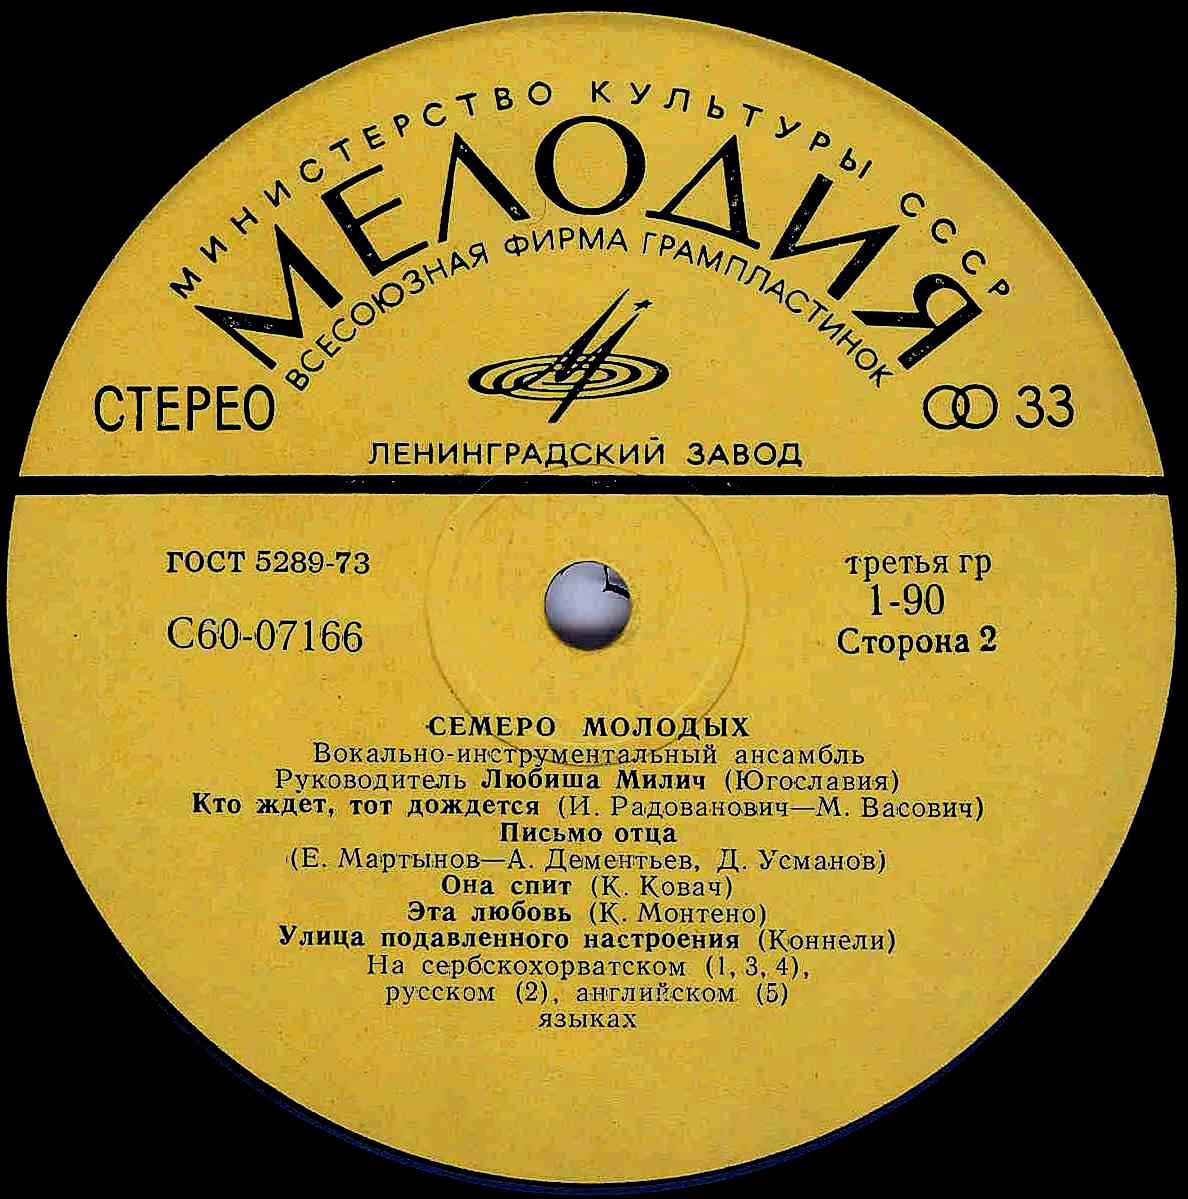 МИНИСТЕРСТВО КУЛЬТУРЫ СССР
МЕЛОДИЯ
ВСЕСОЮЗНАЯ ФИРМА ГРАМПЛАСТИНОК
СТЕРЕО
33
ЛЕНИНГРАДСКИЙ ЗАВОД
ГОСТ 5289-73
третья гр
1-90
С60-07166
Сторона 2
СЕМЕРО МОЛОДЫХ
Вокально-инструментальный ансамбль
Руководитель Любиша Милич (Югославия)
Кто ждет, тот дождется (И. Радованович—М. Васович)
Письмо отца
(Е. Мартынов—А. Дементьев, Д. Усманов)
Она спит (К. Ковач)
Эта любовь (К. Монтено)
Улица подавленного настроения (Коннели)
На сербскохорватском (1, 3, 4),
русском (2), английском (5)
языках